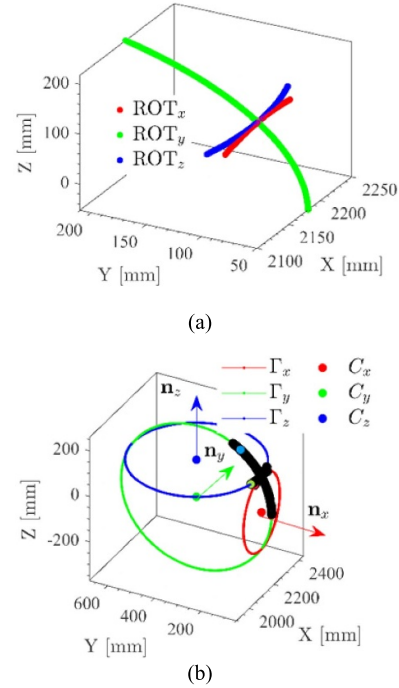 200
100
0
Z [mm]
ROTx
ROTy
ROTz
200
150
100
50
Y [mm]
2100
2150
2200
2250
X [mm]
(a)
Γx Cx
Γy Cy
Γz Cz
nz
ny
nx
200
0
-200
Z [mm]
600
400
200
Y [mm]
2000
2200
2400
X [mm]
(b)